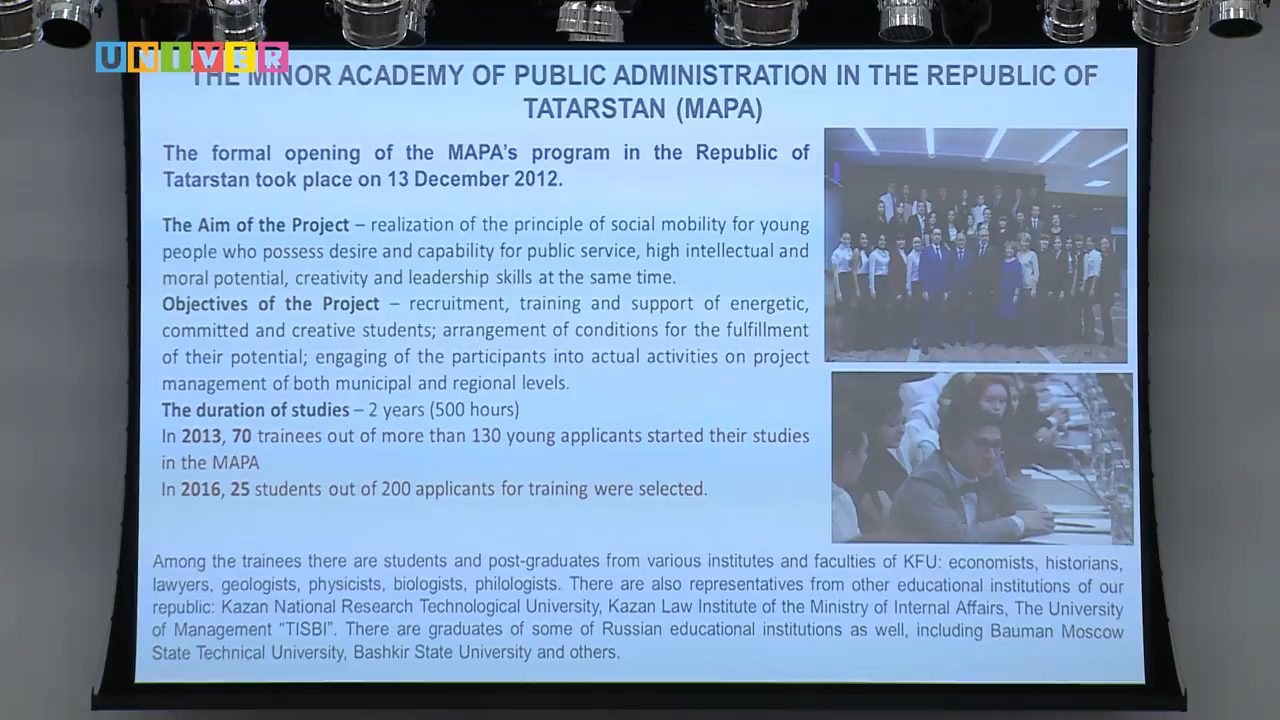 UNIVER
THE MINOR ACADEMY OF PUBLIC ADMINISTRATION IN THE REPUBLIC OF
TATARSTAN (MAPA)
The formal opening of the MAPA's program in the Republic of
Tatarstan took place on 13 December 2012.
The Aim of the Project – realization of the principle of social mobility for young
people who possess desire and capability for public service, high intellectual and
moral potential, creativity and leadership skills at the same time.
Objectives of the Project – recruitment, training and support of energetic,
committed and creative students; arrangement of conditions for the fulfillment
of their potential; engaging of the participants into actual activities on project
management of both municipal and regional levels.
The duration of studies – 2 years (500 hours)
In 2013, 70 trainees out of more than 130 young applicants started their studies
in the MAPA
In 2016, 25 students out of 200 applicants for training were selected.
Among the trainees there are students and post-graduates from various institutes and faculties of KFU: economists, historians,
lawyers, geologists, physicists, biologists, philologists. There are also representatives from other educational institutions of our
republic: Kazan National Research Technological University, Kazan Law Institute of the Ministry of Internal Affairs, The University
of Management “TISBI”. There are graduates of some of Russian educational institutions as well, including Bauman Moscow
State Technical University, Bashkir State University and others.